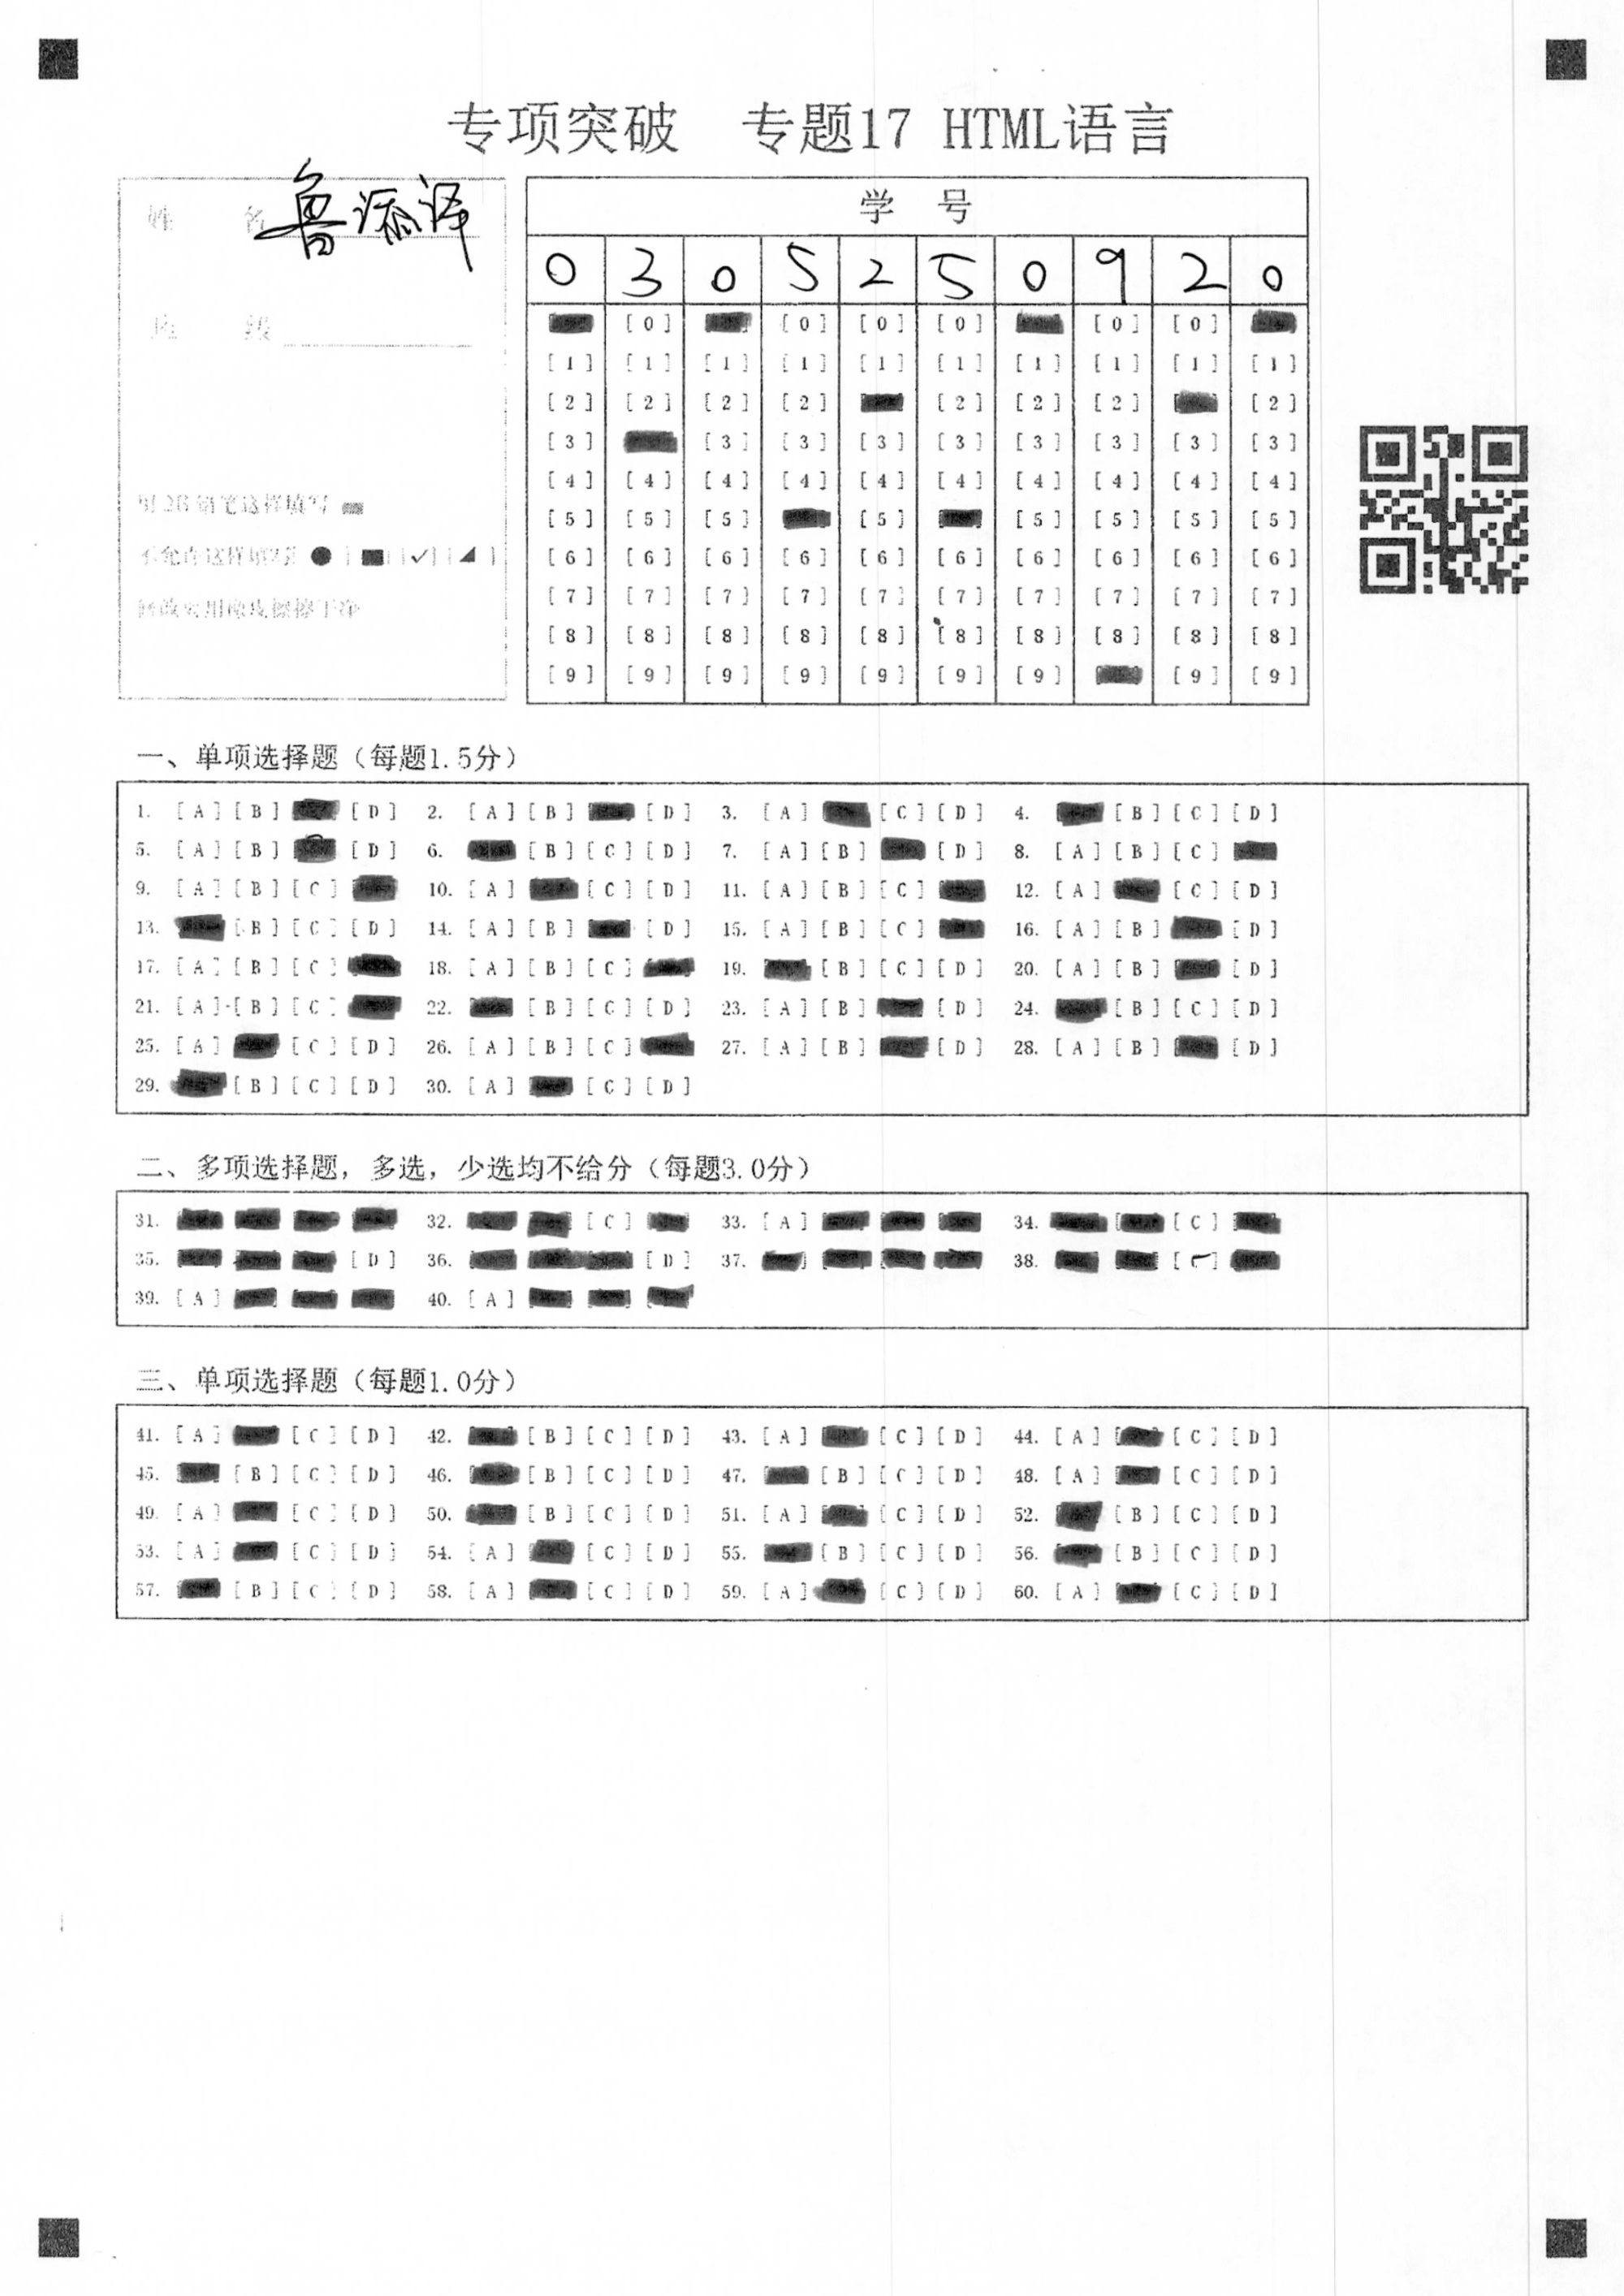 专项突破 专题17 HTML语言
姓 名 鲁添泽
班 级
用2B铅笔这样填写
不允许这样填写
修改要用橡皮擦擦干净
学 号
0 3 0 5 2 5 0 9 2 0
[0] [0] [0] [0] [0] [0]
[1] [1] [1] [1] [1] [1] [1] [1] [1] [1]
[2] [2] [2] [2] [2] [2] [2] [2]
[3] [3] [3] [3] [3] [3] [3] [3] [3]
[4] [4] [4] [4] [4] [4] [4] [4] [4] [4]
[5] [5] [5] [5] [5] [5] [5] [5]
[6] [6] [6] [6] [6] [6] [6] [6] [6] [6]
[7] [7] [7] [7] [7] [7] [7] [7] [7] [7]
[8] [8] [8] [8] [8] [8] [8] [8] [8] [8]
[9] [9] [9] [9] [9] [9] [9] [9] [9]
一、单项选择题（每题1.5分）
1. [A] [B] [D] 2. [A] [B] [D] 3. [A] [C] [D] 4. [B] [C] [D]
5. [A] [B] [D] 6. [B] [C] [D] 7. [A] [B] [D] 8. [A] [B] [C]
9. [A] [B] [C] 10. [A] [C] [D] 11. [A] [B] [C] 12. [A] [C] [D]
13. [B] [C] [D] 14. [A] [B] [D] 15. [A] [B] [C] 16. [A] [B] [D]
17. [A] [B] [C] 18. [A] [B] [C] 19. [B] [C] [D] 20. [A] [B] [D]
21. [A] [B] [C] 22. [B] [C] [D] 23. [A] [B] [D] 24. [B] [C] [D]
25. [A] [C] [D] 26. [A] [B] [C] 27. [A] [B] [D] 28. [A] [B] [D]
29. [B] [C] [D] 30. [A] [C] [D]
二、多项选择题，多选，少选均不给分（每题3.0分）
31. 32. [C] 33. [A] 34. [C]
35. [D] 36. [D] 37. 38.
39. [A] 40. [A]
三、单项选择题（每题1.0分）
41. [A] [C] [D] 42. [B] [C] [D] 43. [A] [C] [D] 44. [A] [C] [D]
45. [B] [C] [D] 46. [B] [C] [D] 47. [B] [C] [D] 48. [A] [C] [D]
49. [A] [C] [D] 50. [B] [C] [D] 51. [A] [C] [D] 52. [B] [C] [D]
53. [A] [C] [D] 54. [A] [C] [D] 55. [B] [C] [D] 56. [B] [C] [D]
57. [B] [C] [D] 58. [A] [C] [D] 59. [A] [C] [D] 60. [A] [C] [D]